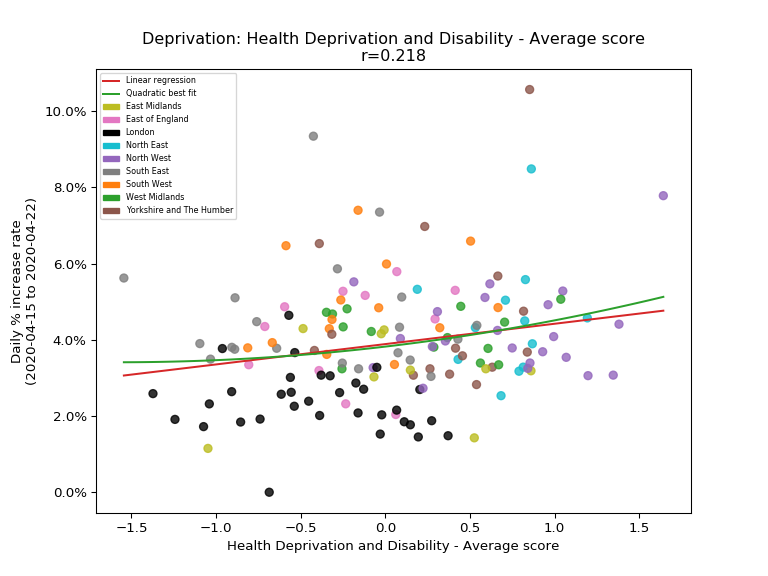 Deprivation: Health Deprivation and Disability - Average score
r=0.218
Linear regression
Quadratic best fit
East Midlands
East of England
London
North East
North West
South East
South West
West Midlands
Yorkshire and The Humber
10.0%
8.0%
6.0%
4.0%
2.0%
0.0%
Daily % increase rate
(2020-04-15 to 2020-04-22)
−1.5
−1.0
−0.5
0.0
0.5
1.0
1.5
Health Deprivation and Disability - Average score